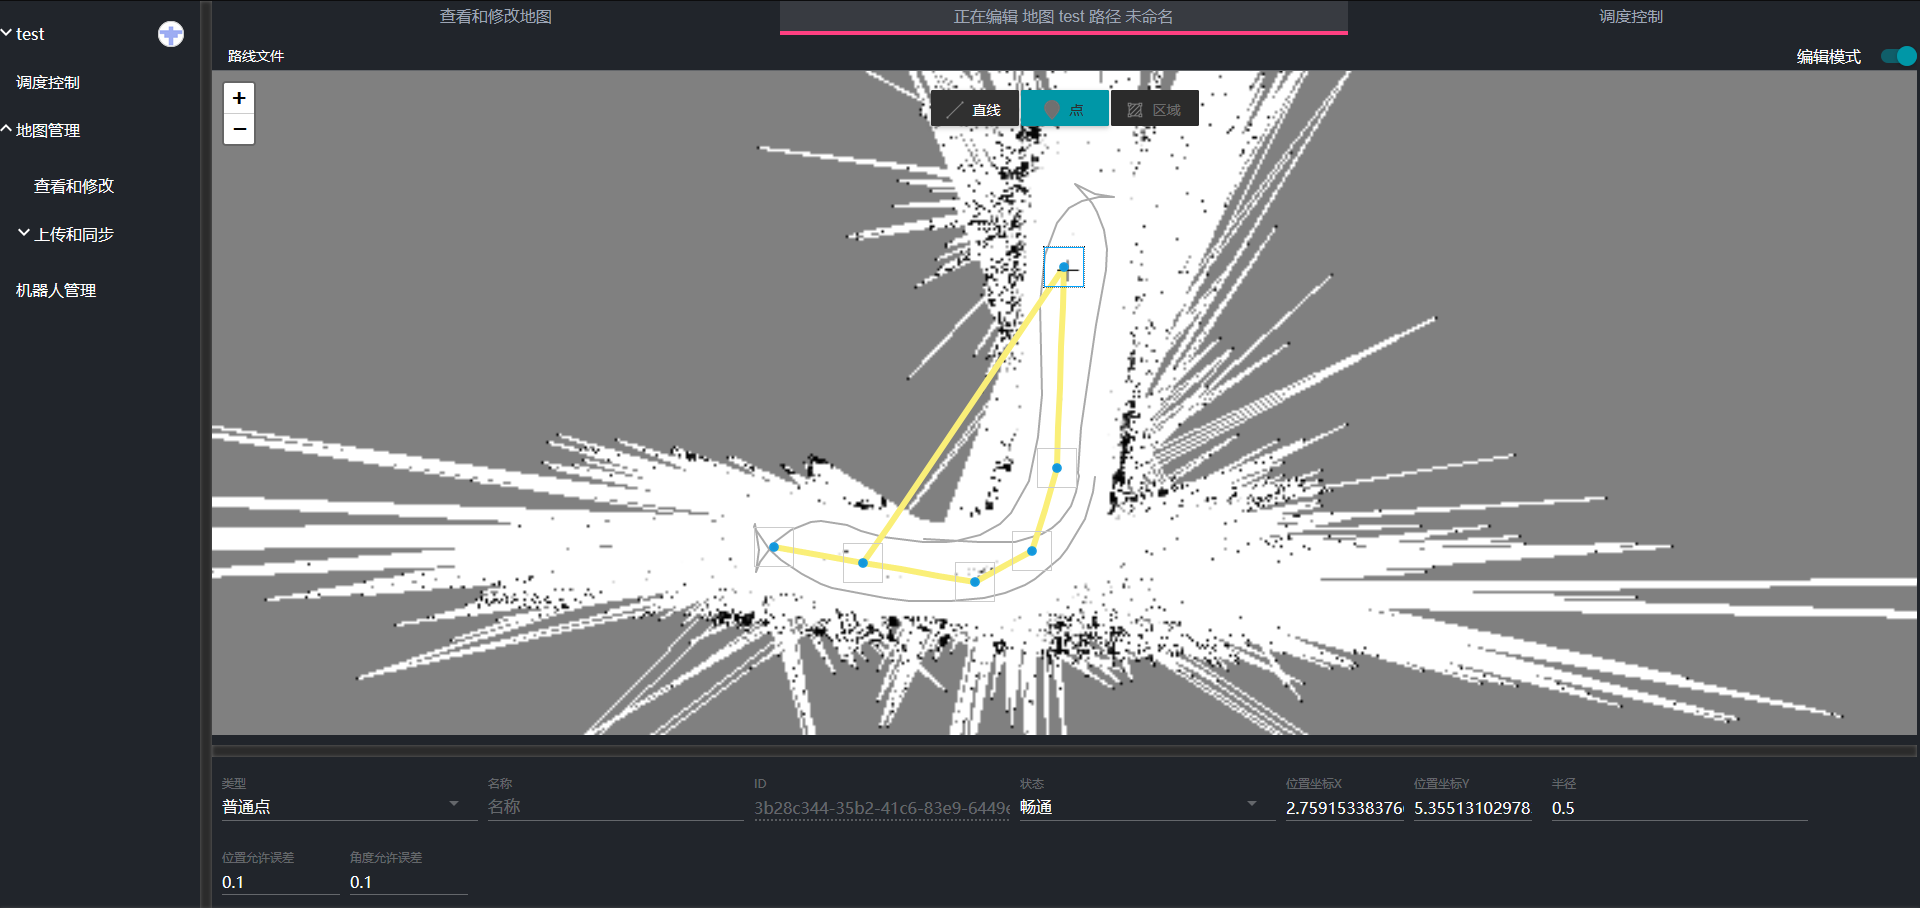 test
调度控制
地图管理
查看和修改
上传和同步
机器人管理
查看和修改地图
正在编辑 地图 test 路径 未命名
调度控制
路线文件
编辑模式
+
−
直线
点
区域
类型
普通点
名称
名称
ID
3b28c344-35b2-41c6-83e9-6449e
状态
畅通
位置坐标X
2.75915338376
位置坐标Y
5.35513102978
半径
0.5
位置允许误差
0.1
角度允许误差
0.1